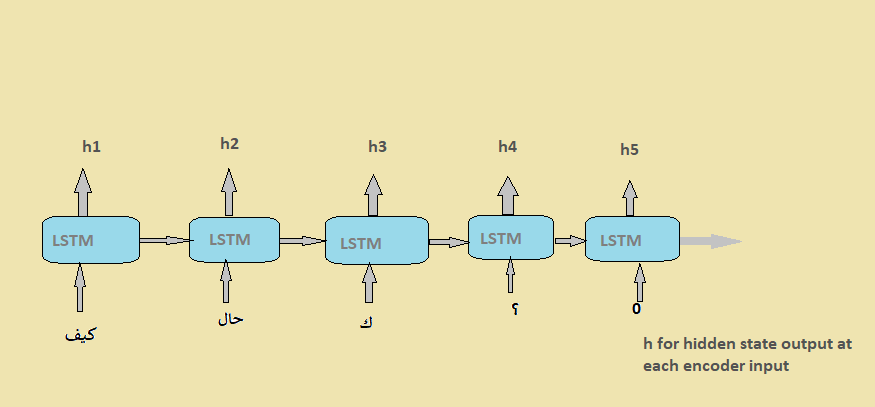 h1
h2
h3
h4
h5
LSTM
LSTM
LSTM
LSTM
LSTM
كيف
حال
ك
؟
0
h for hidden state output at
each encoder input